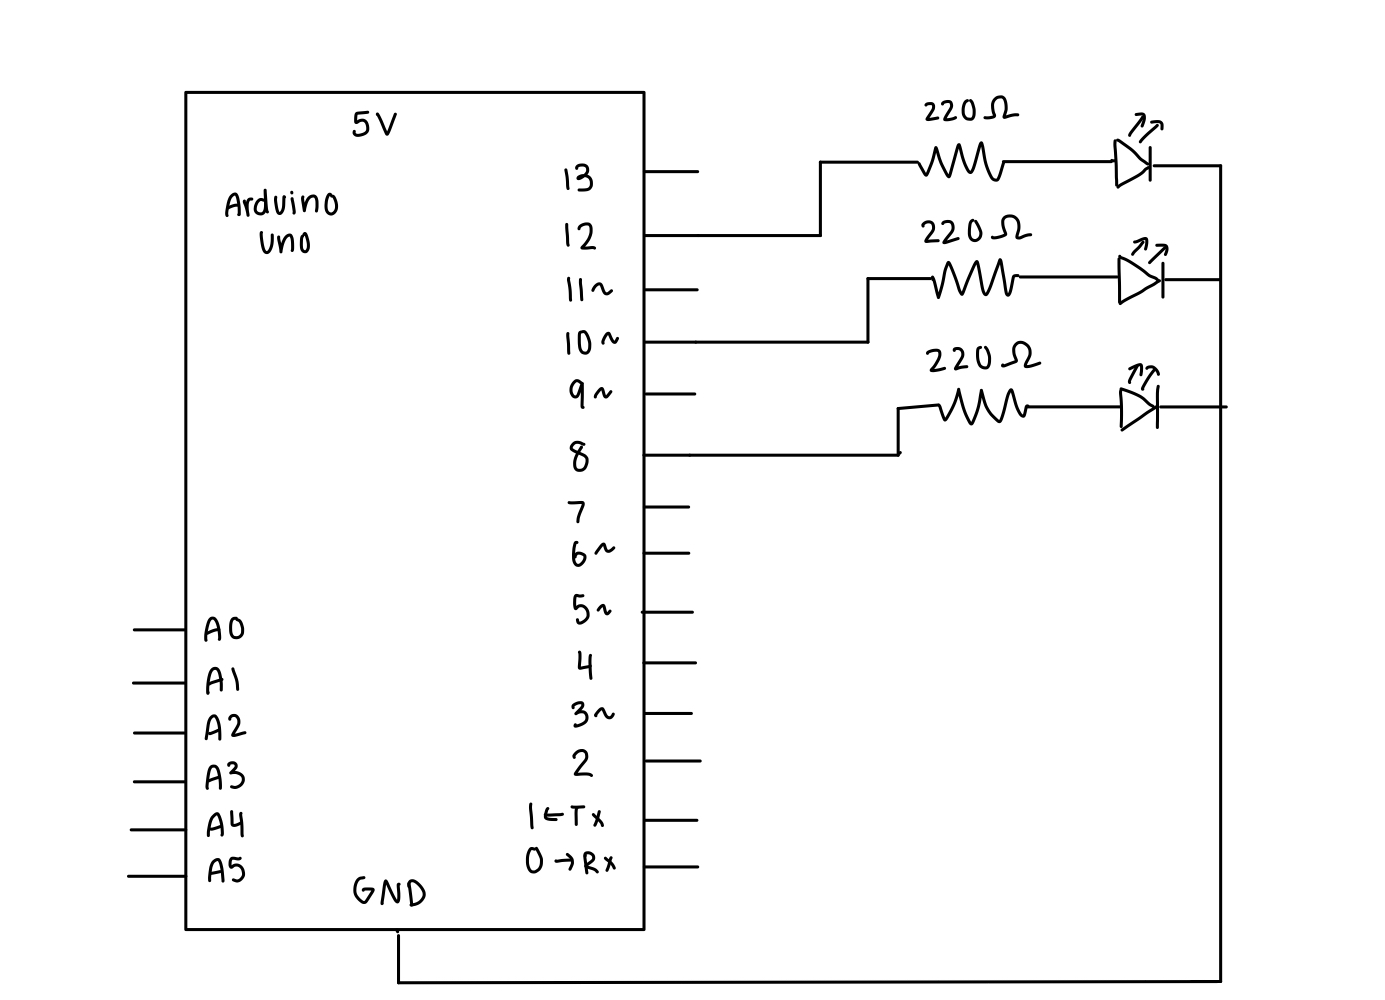 5V
Arduino
Uno
13
12
11~
10~
9~
8
7
6~
5~
4
3~
2
1←Tx
0→Rx
A0
A1
A2
A3
A4
A5
GND
220Ω
220Ω
220Ω